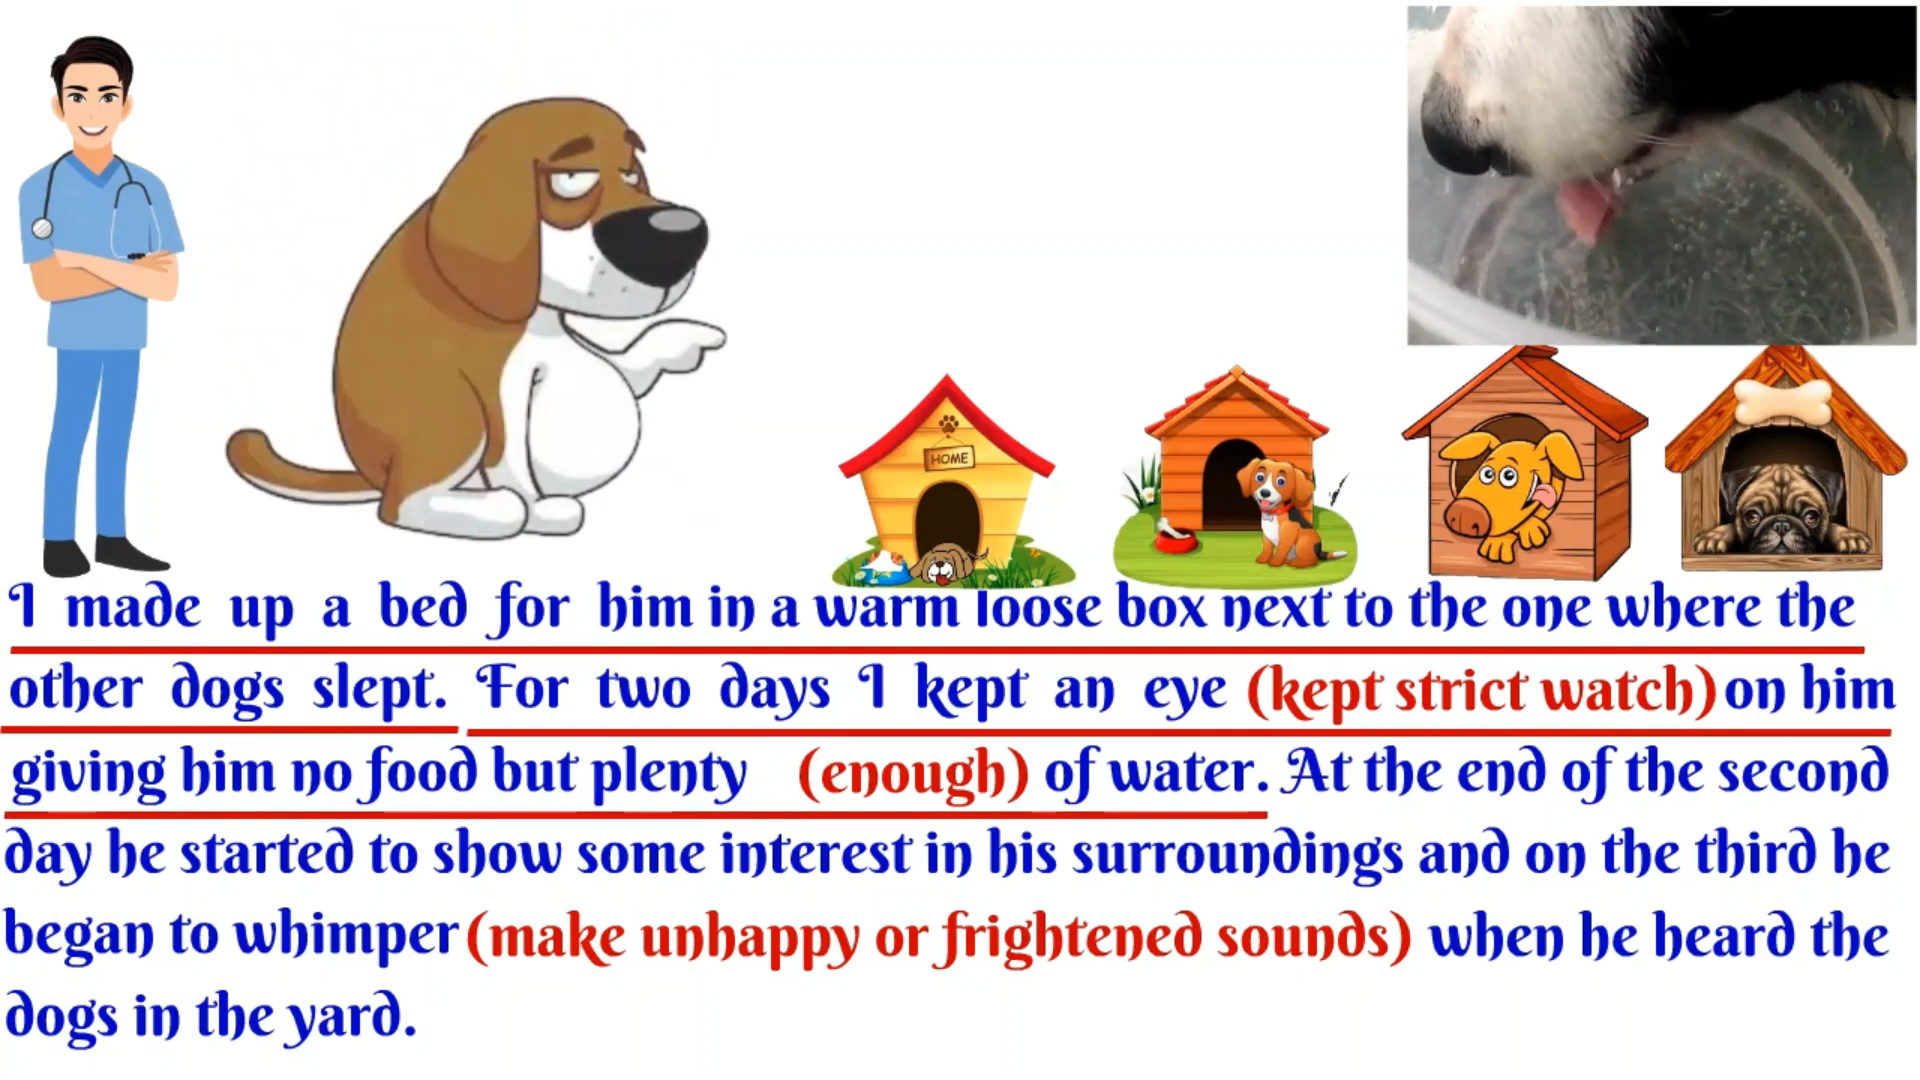 HOME
I made up a bed for him in a warm loose box next to the one where the
other dogs slept. For two days I kept an eye (kept strict watch) on him
giving him no food but plenty (enough) of water. At the end of the second
day he started to show some interest in his surroundings and on the third he
began to whimper (make unhappy or frightened sounds) when he heard the
dogs in the yard.